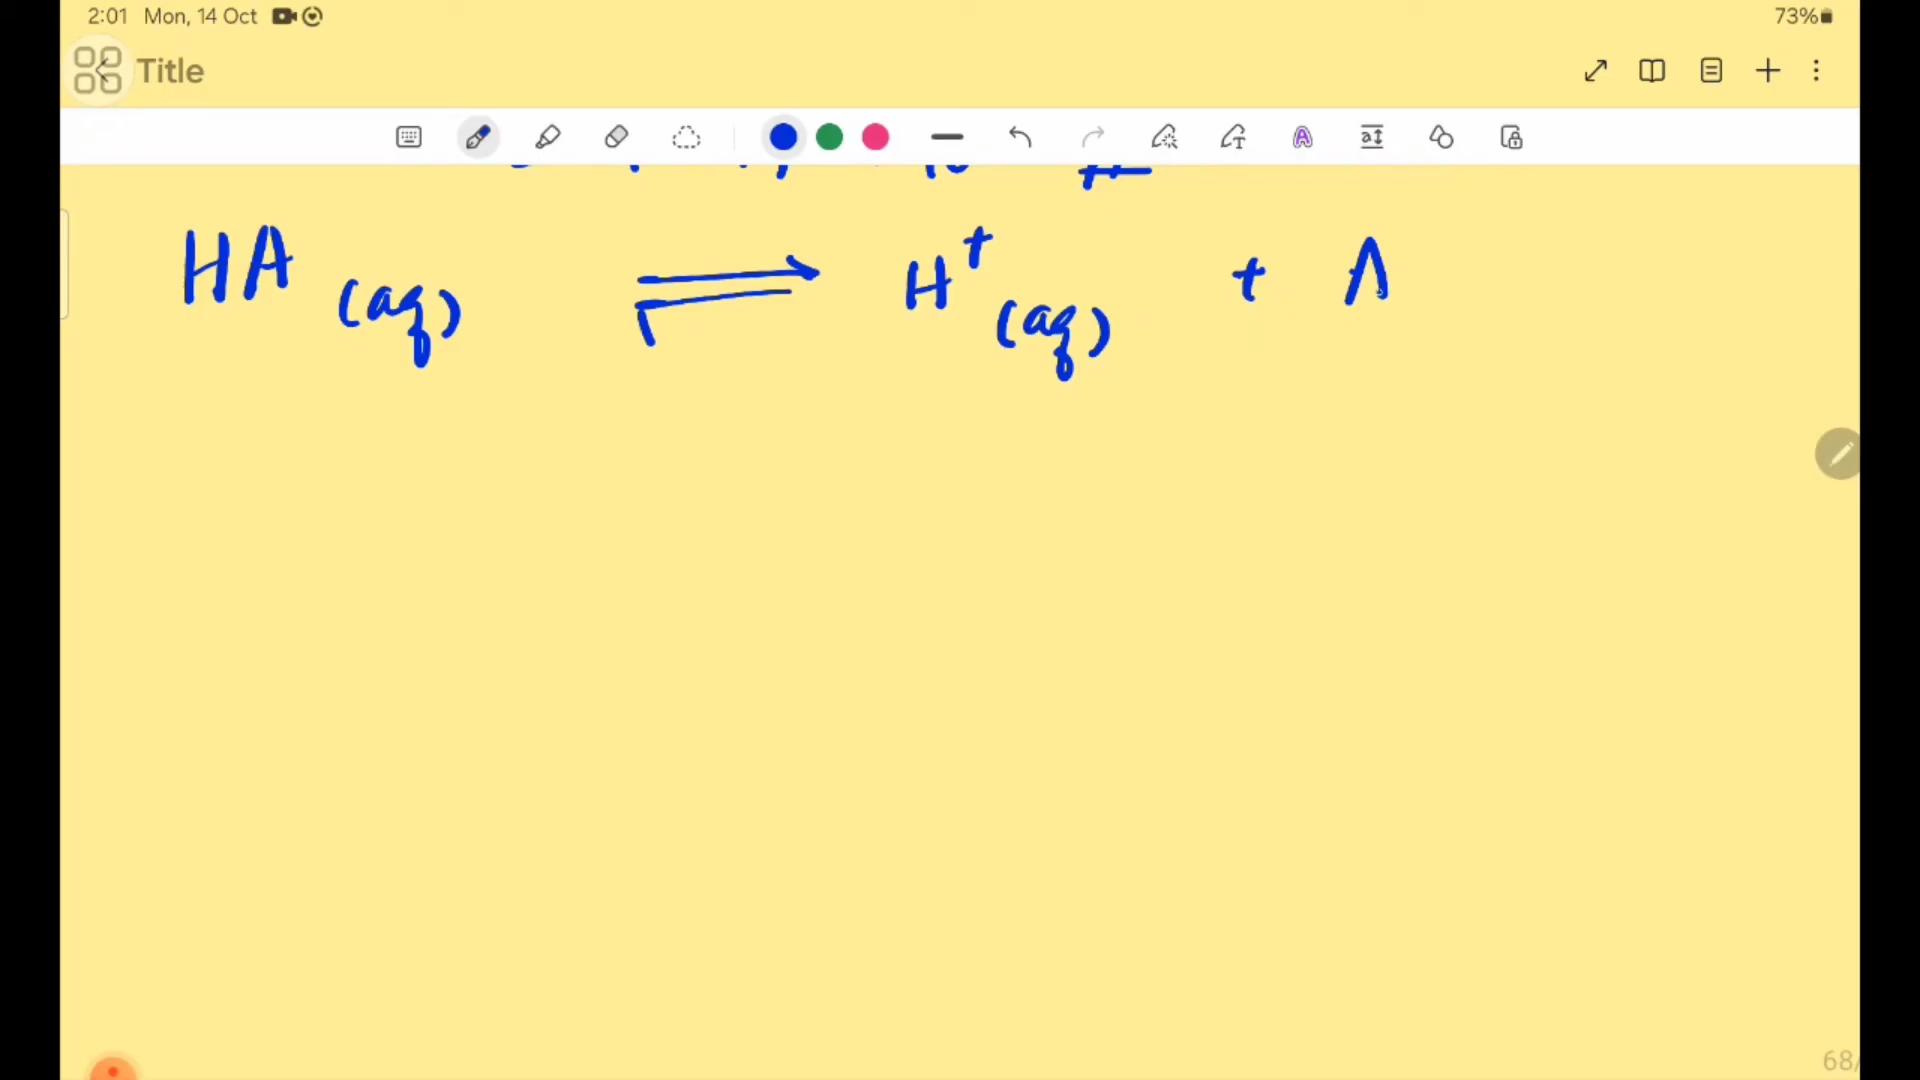 2:01 Mon, 14 Oct 73%
Title
HA (aq) ⇌ H⁺ (aq) + A
68/